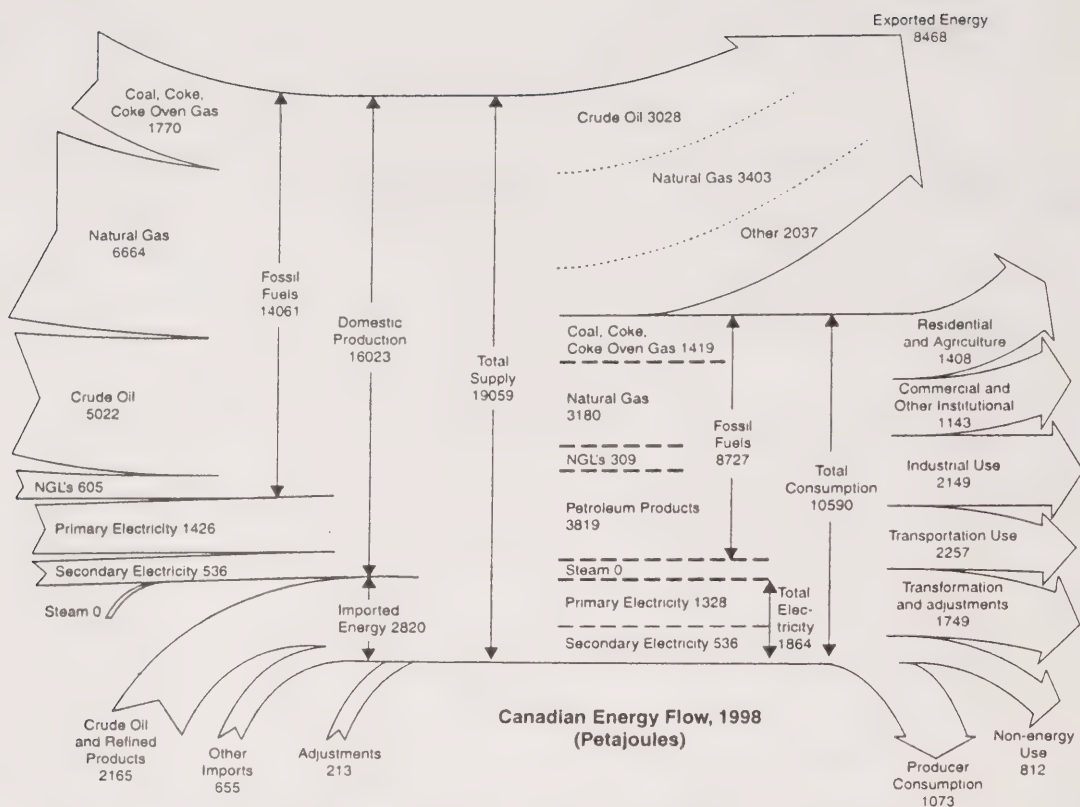 Exported Energy
8468
Coal, Coke,
Coke Oven Gas
1770
Natural Gas
6664
Crude Oil
5022
NGL's 605
Primary Electricity 1426
Secondary Electricity 536
Steam 0
Crude Oil
and Refined
Products
2165
Other
Imports
655
Adjustments
213
Fossil
Fuels
14061
Domestic
Production
16023
Imported
Energy 2820
Total
Supply
19059
Crude Oil 3028
Natural Gas 3403
Other 2037
Coal, Coke,
Coke Oven Gas 1419
Natural Gas
3180
NGL's 309
Petroleum Products
3819
Steam 0
Primary Electricity 1328
Secondary Electricity 536
Fossil
Fuels
8727
Total
Elec-
tricity
1864
Total
Consumption
10590
Residential
and Agriculture
1408
Commercial and
Other Institutional
1143
Industrial Use
2149
Transportation Use
2257
Transformation
and adjustments
1749
Non-energy
Use
812
Producer
Consumption
1073
Canadian Energy Flow, 1998
(Petajoules)